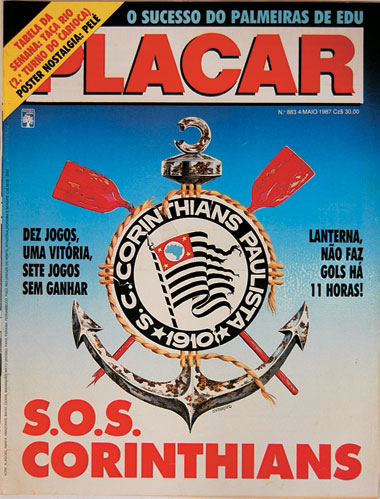 O SUCESSO DO PALMEIRAS DE EDU
TABELA DA
SEMANA: TAÇA RIO
(2.º TURNO DO CARIOCA)
POSTER NOSTALGIA: PELÉ
PLACAR
Abril
N.º 883 4/MAIO/1987 Cz$ 30,00
DEZ JOGOS,
UMA VITÓRIA,
SETE JOGOS
SEM GANHAR
S.C. CORINTHIANS PAULISTA
1910
LANTERNA,
NÃO FAZ
GOLS HÁ
11 HORAS!
S.O.S.
CORINTHIANS